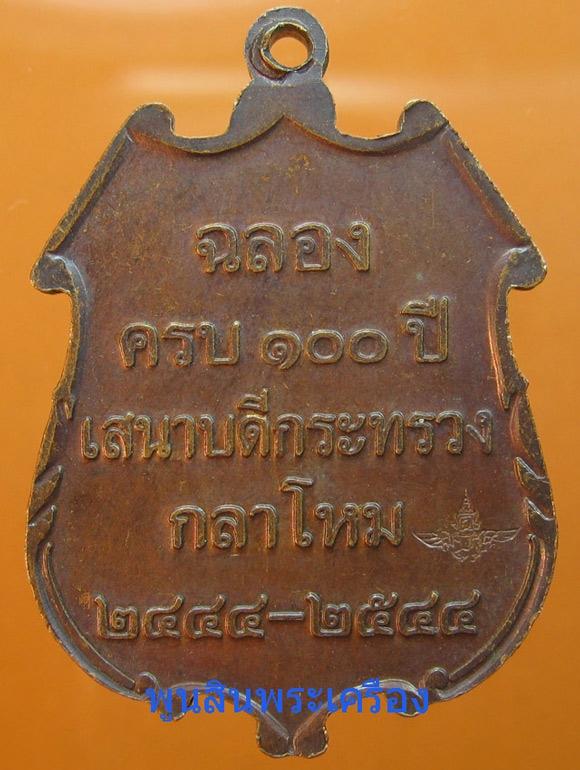 ฉลอง
ครบ ๑๐๐ ปี
เสนาบดีกระทรวง
กลาโหม
๒๔๔๔-๒๕๔๔
พูนสินพระเครื่อง